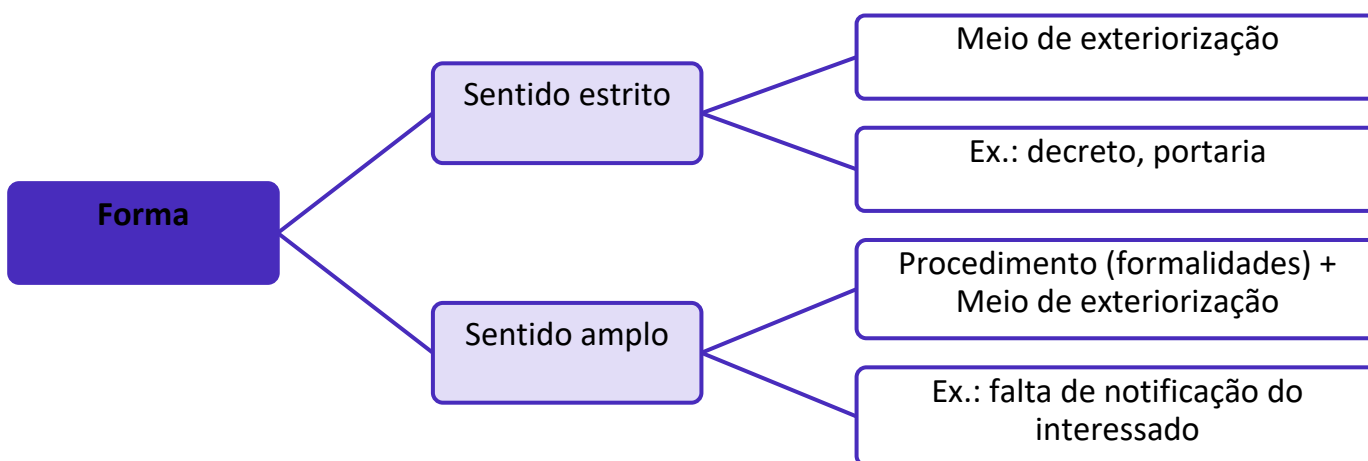 Forma
Sentido estrito
Meio de exteriorização
Ex.: decreto, portaria
Sentido amplo
Procedimento (formalidades) +
Meio de exteriorização
Ex.: falta de notificação do
interessado